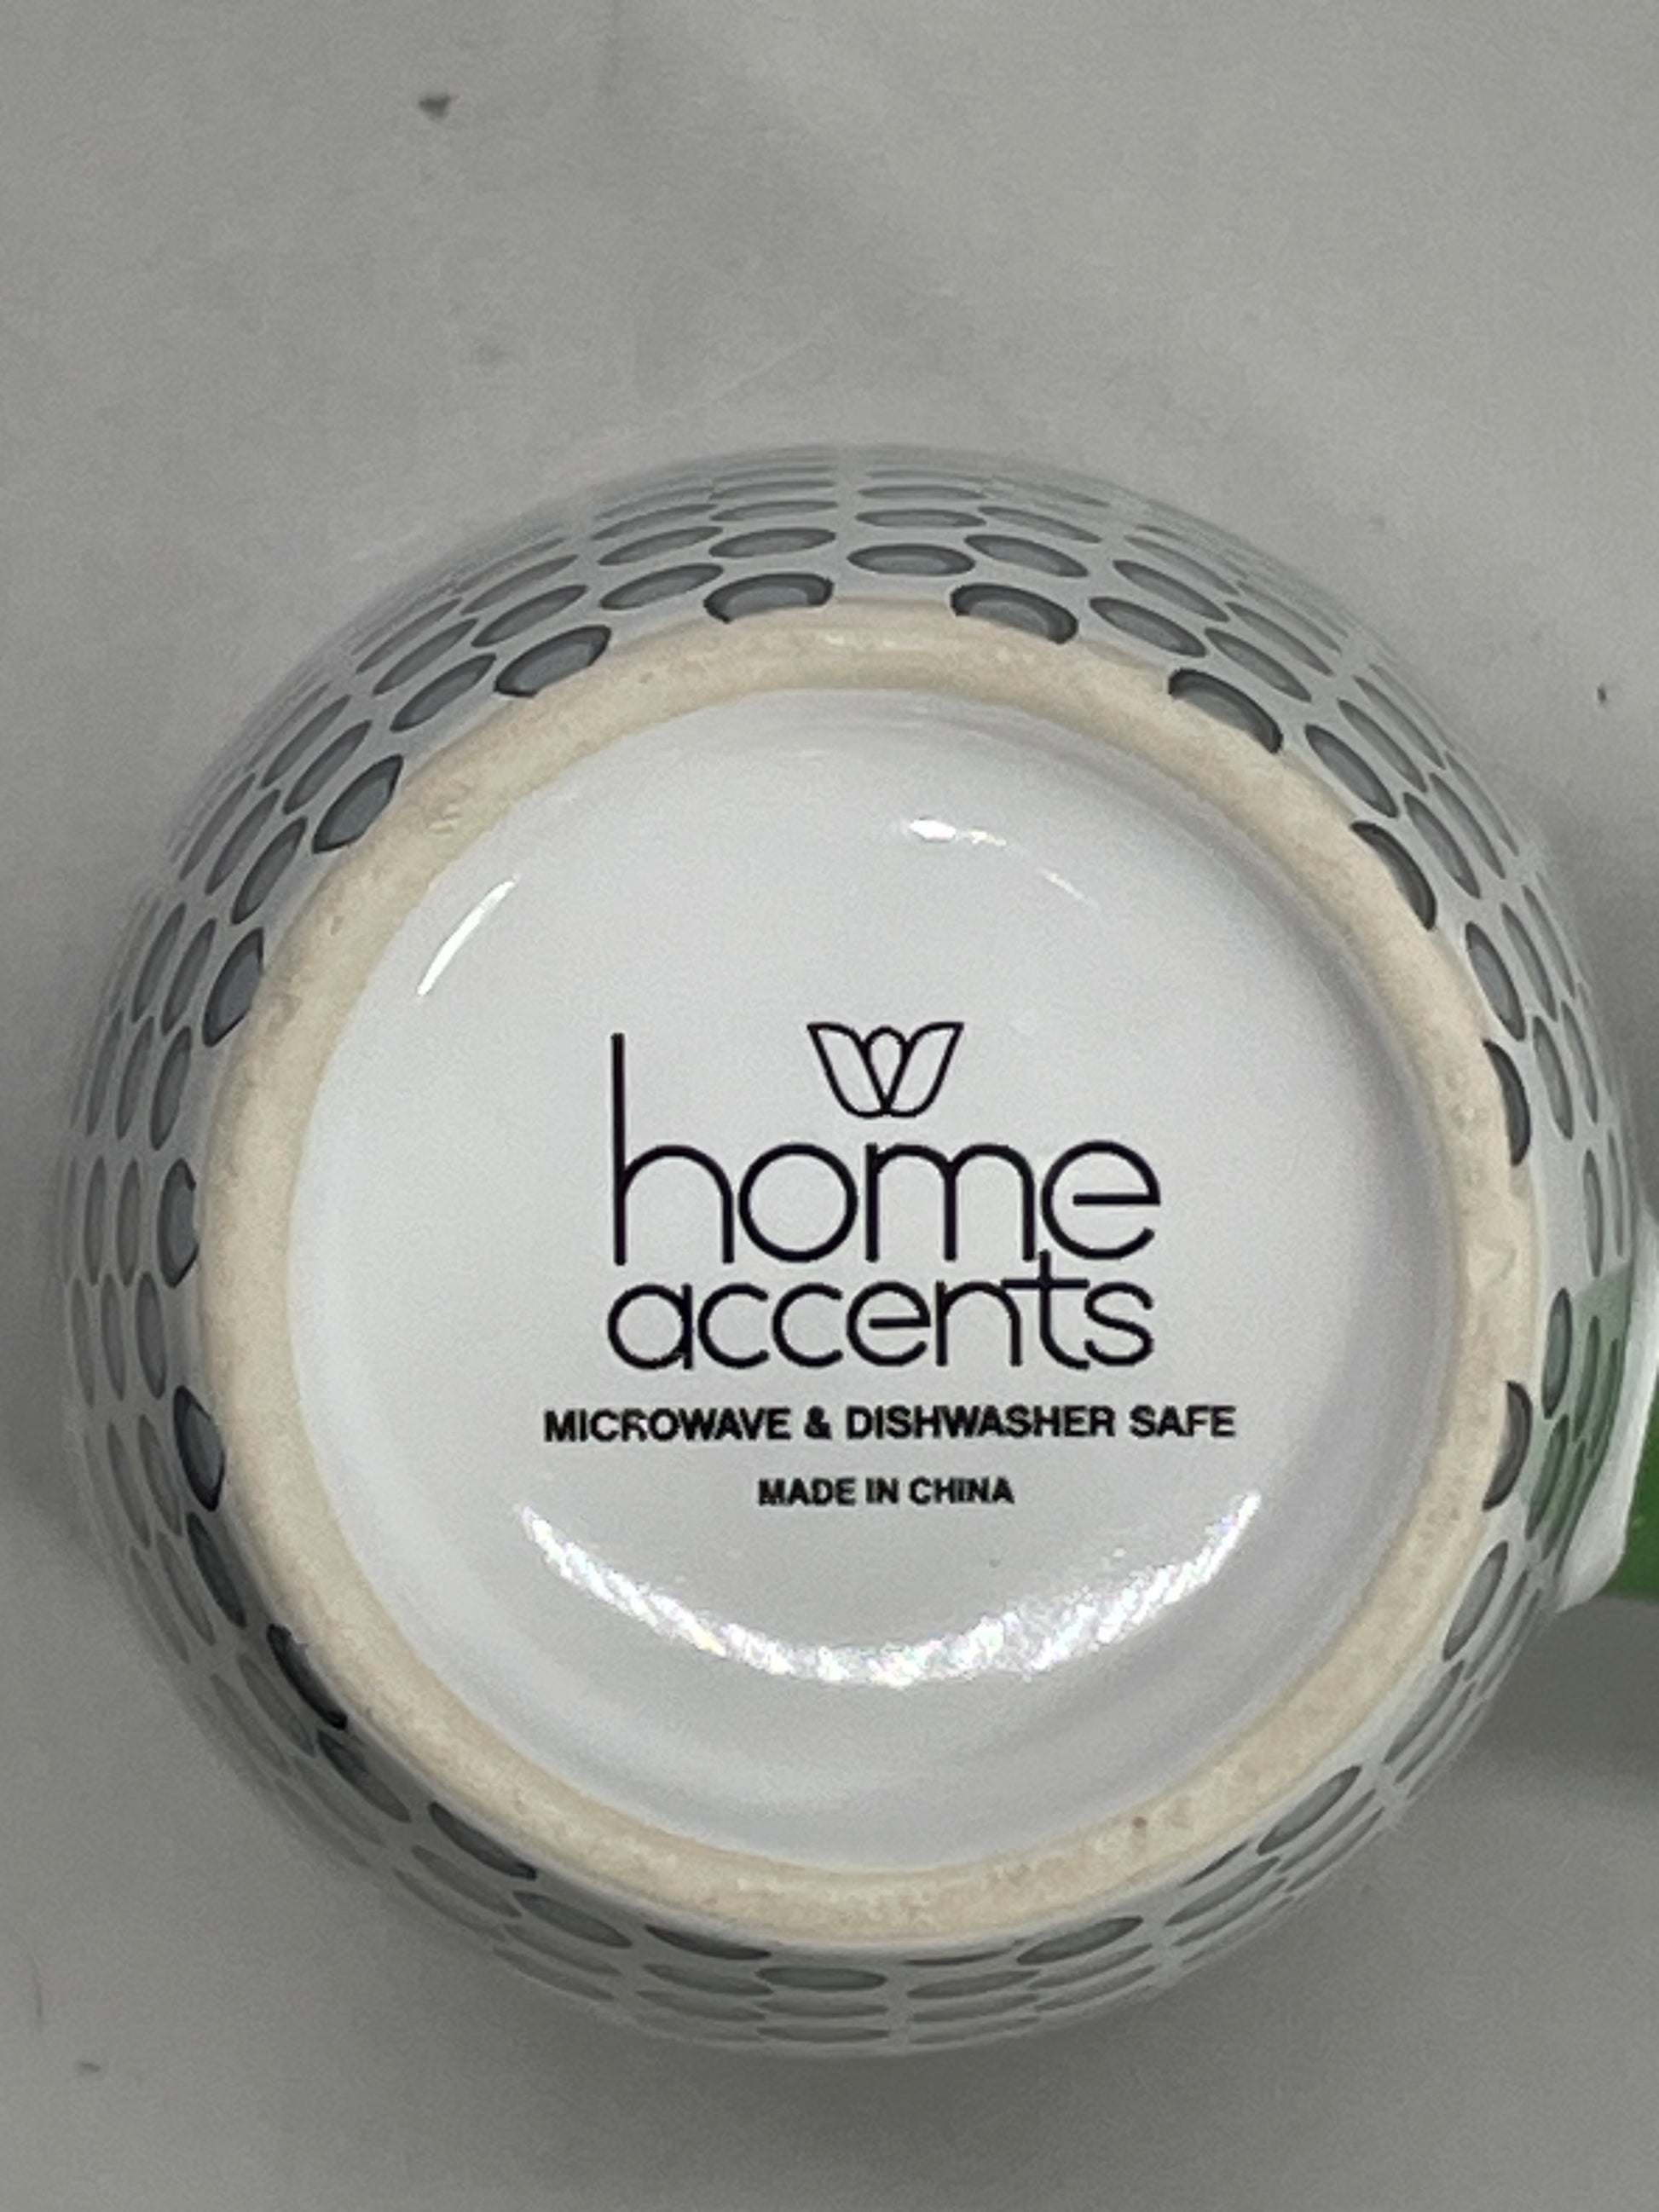 home
accents
MICROWAVE & DISHWASHER SAFE
MADE IN CHINA